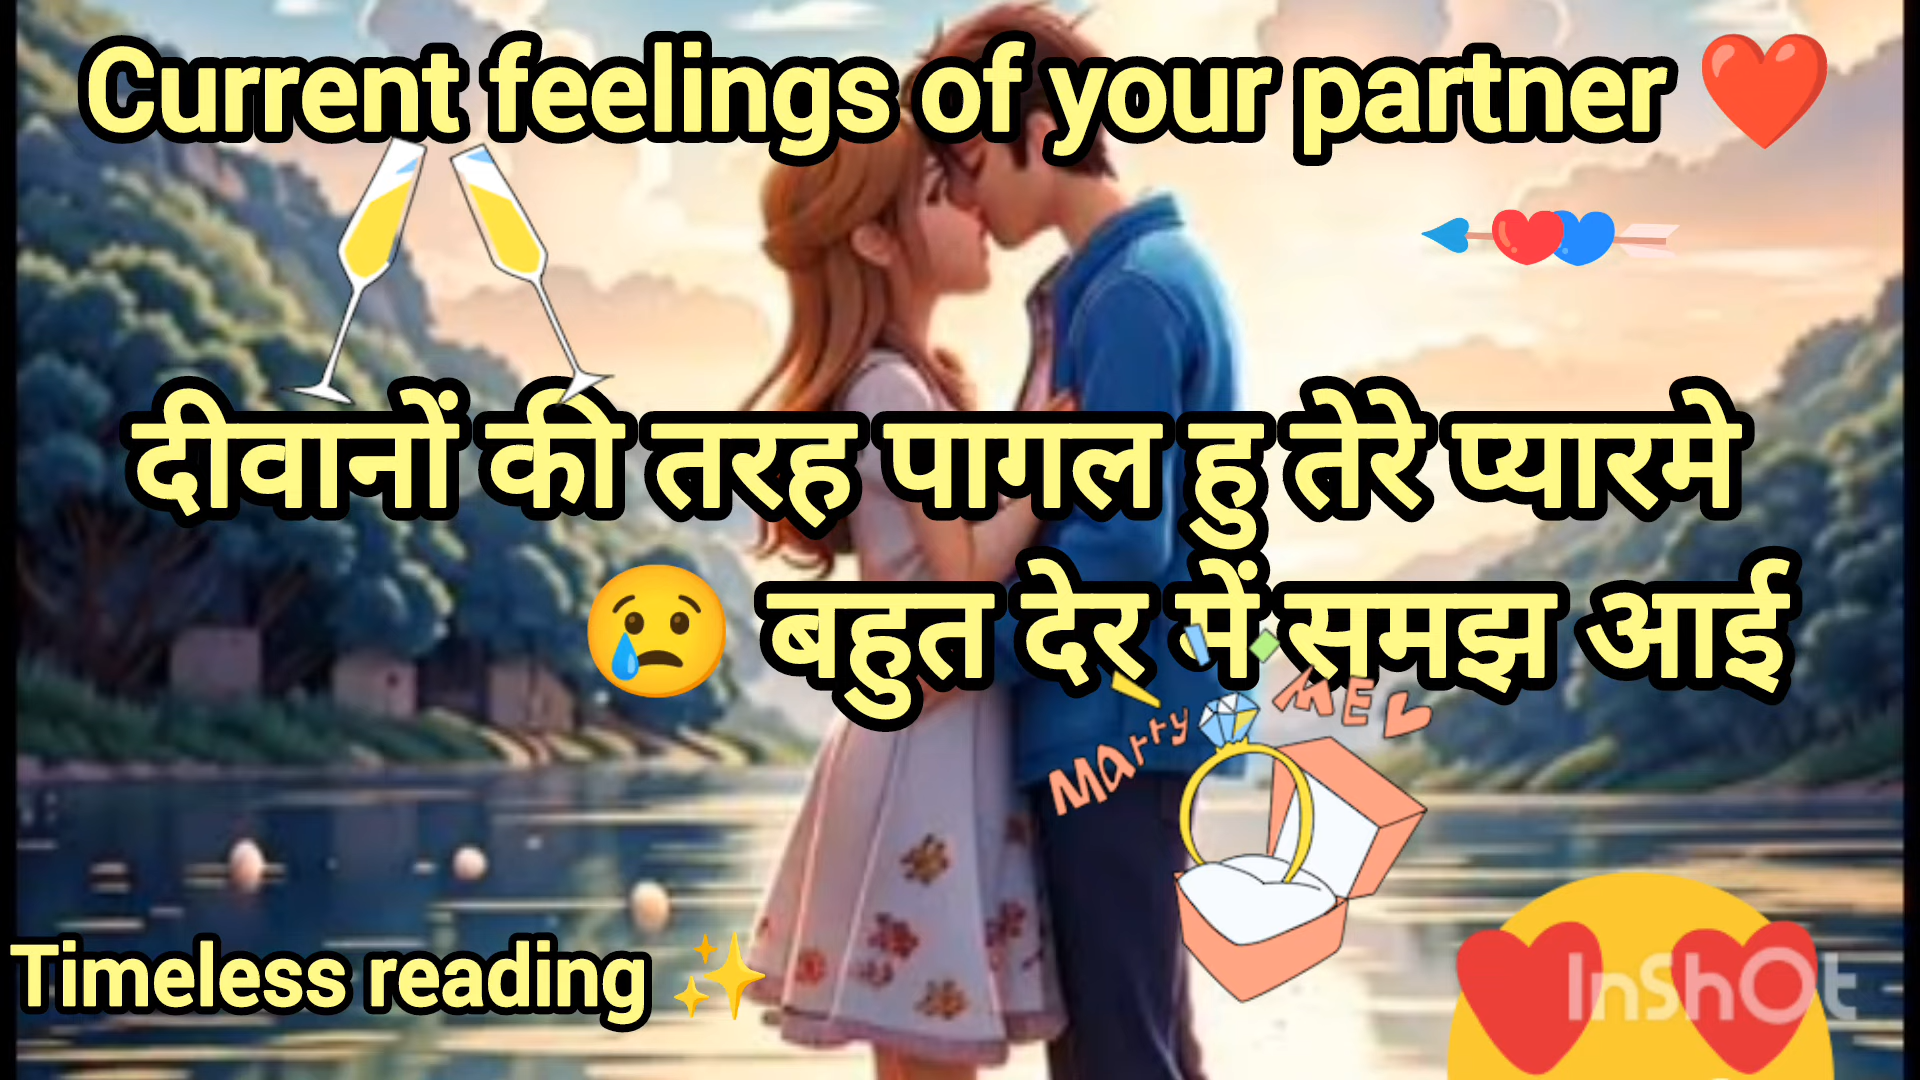 Current feelings of your partner ❤️
दीवानों की तरह पागल हु तेरे प्यारमे
😢 बहुत देर में समझ आई
Marry ME
Timeless reading ✨
InShOt